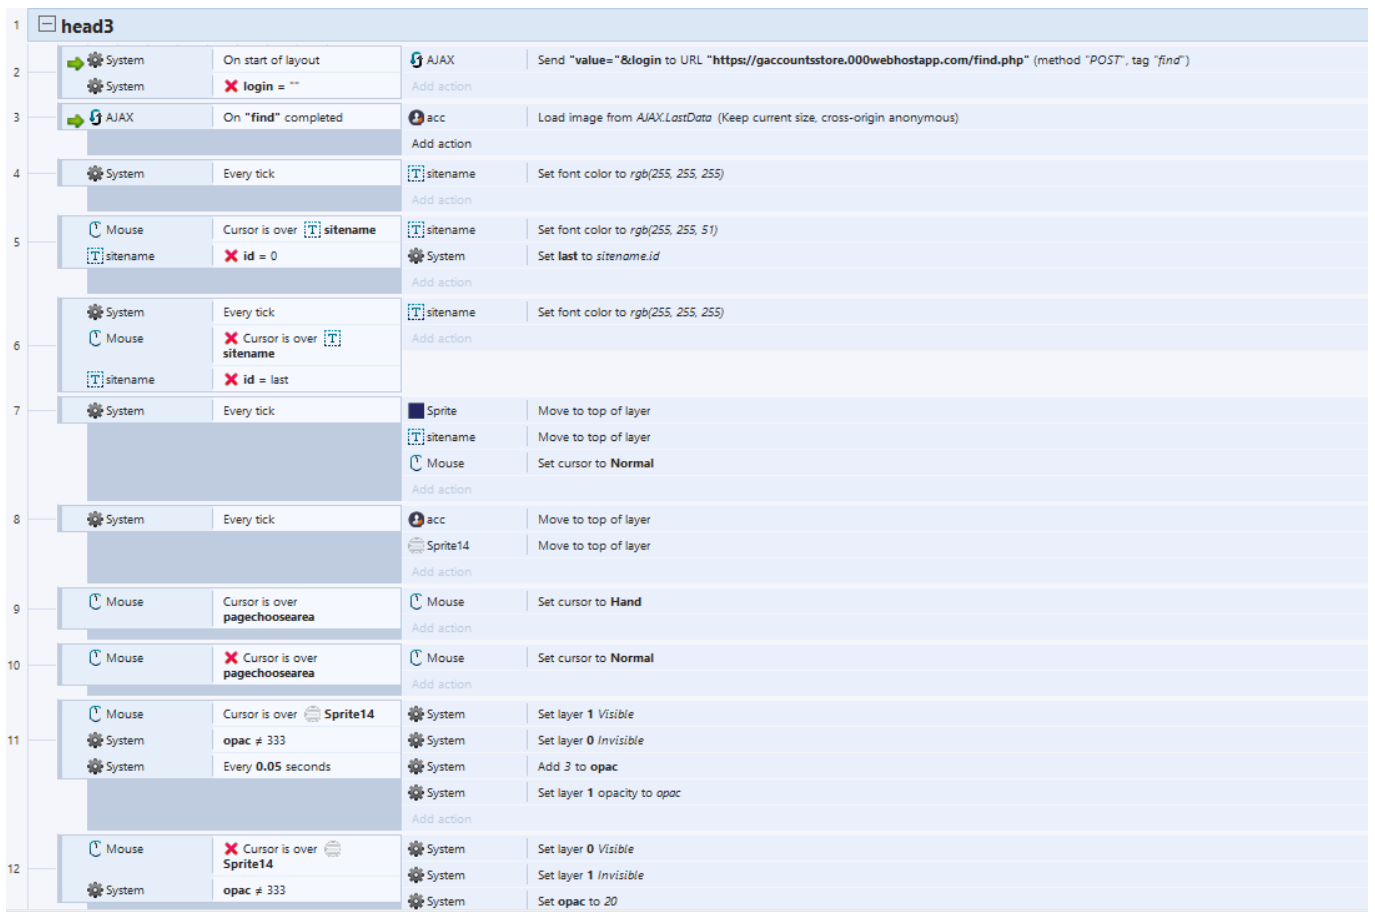 1 head3
System On start of layout AJAX Send "value="&login to URL "https://gaccountsstore.000webhostapp.com/find.php" (method "POST", tag "find")
2
System login = "" Add action
3 AJAX On "find" completed acc Load image from AJAX.LastData (Keep current size, cross-origin anonymous)
Add action
4 System Every tick sitename Set font color to rgb(255, 255, 255)
Add action
Mouse Cursor is over T sitename T sitename Set font color to rgb(255, 255, 51)
5
T sitename id = 0 System Set last to sitename.id
Add action
System Every tick T sitename Set font color to rgb(255, 255, 255)
Mouse Cursor is over T Add action
6 sitename
T sitename id = last
7 System Every tick Sprite Move to top of layer
T sitename Move to top of layer
Mouse Set cursor to Normal
Add action
8 System Every tick acc Move to top of layer
Sprite14 Move to top of layer
Add action
9 Mouse Cursor is over Mouse Set cursor to Hand
pagechoosearea
Add action
10 Mouse Cursor is over Mouse Set cursor to Normal
pagechoosearea
Add action
Mouse Cursor is over Sprite14 System Set layer 1 Visible
11 System opac ≠ 333 System Set layer 0 Invisible
System Every 0.05 seconds System Add 3 to opac
System Set layer 1 opacity to opac
Add action
Mouse Cursor is over System Set layer 0 Visible
Sprite14
12 System Set layer 1 Invisible
System opac ≠ 333
System Set opac to 20